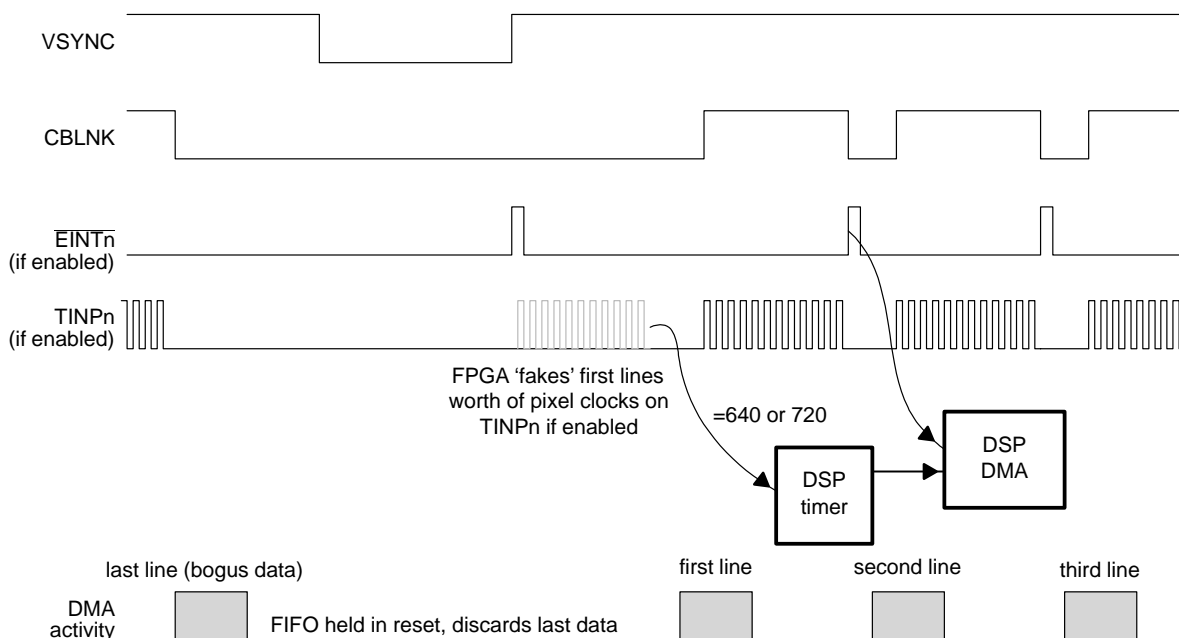 VSYNC
CBLNK
EINTn
(if enabled)
TINPn
(if enabled)
FPGA ‘fakes’ first lines
worth of pixel clocks on
TINPn if enabled
=640 or 720
DSP
DMA
DSP
timer
last line (bogus data)
first line
second line
third line
DMA
activity
FIFO held in reset, discards last data